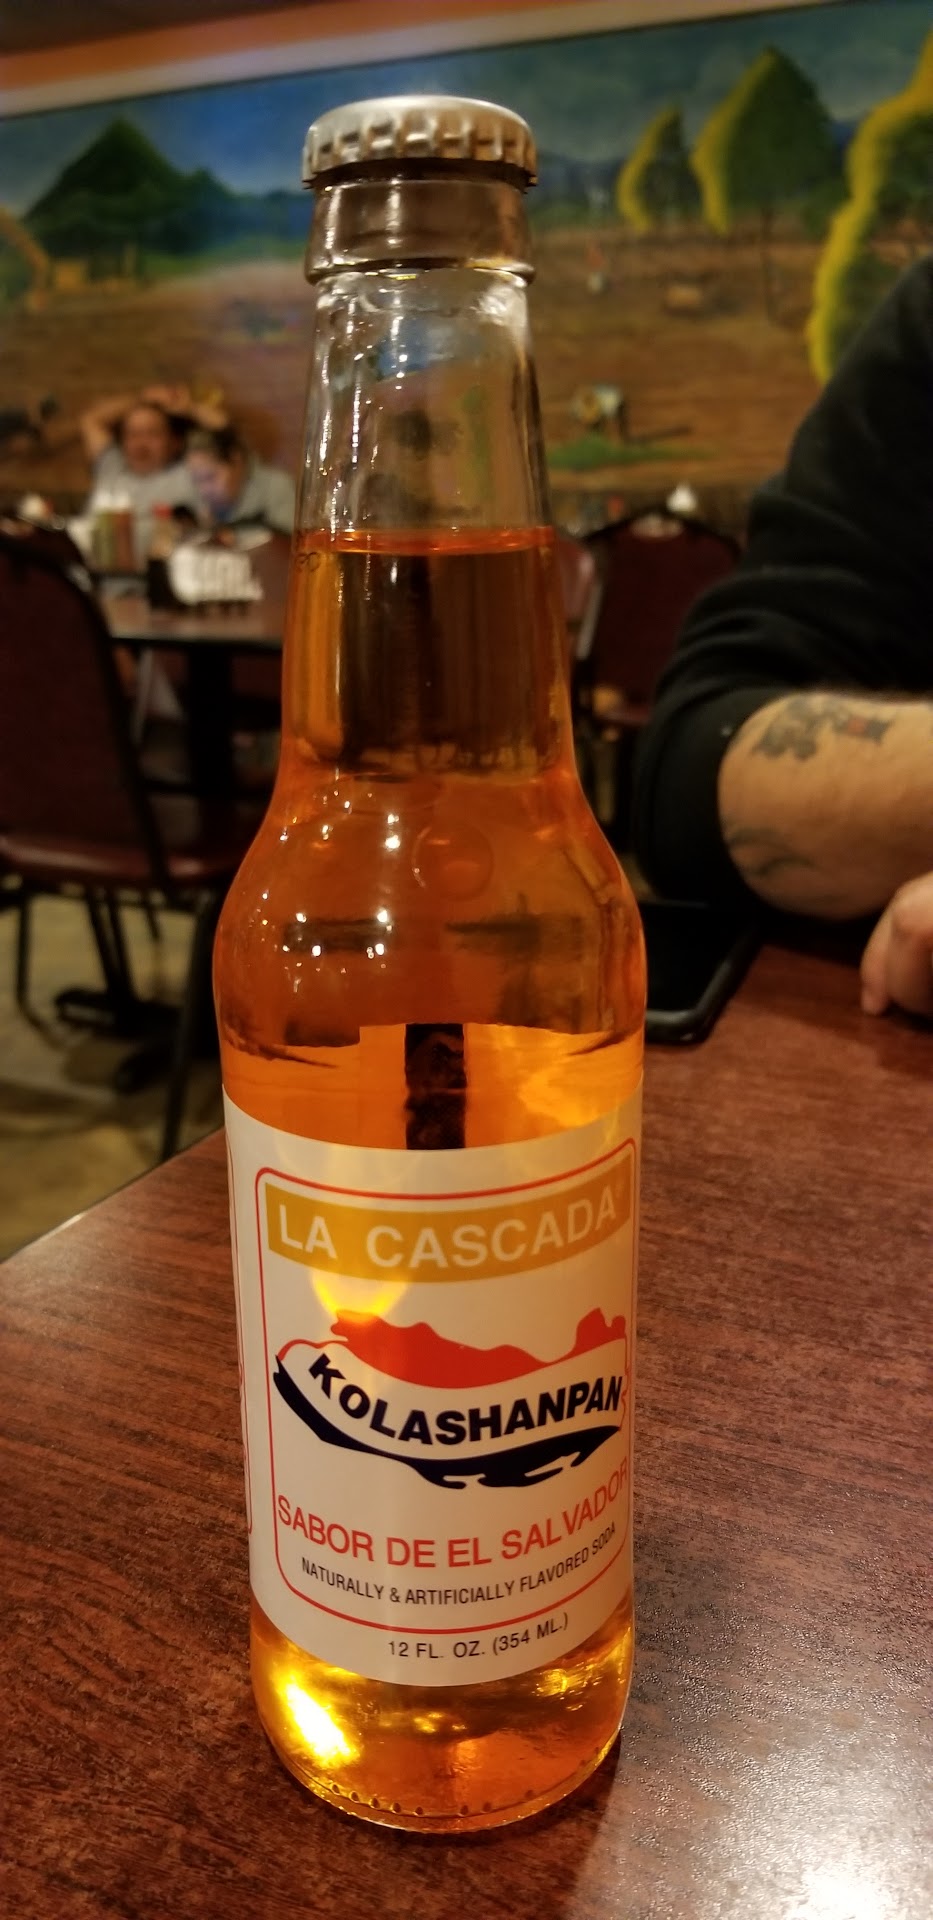 LA CASCADA®
KOLASHANPAN
SABOR DE EL SALVADOR
NATURALLY & ARTIFICIALLY FLAVORED SODA
12 FL. OZ. (354 ML.)